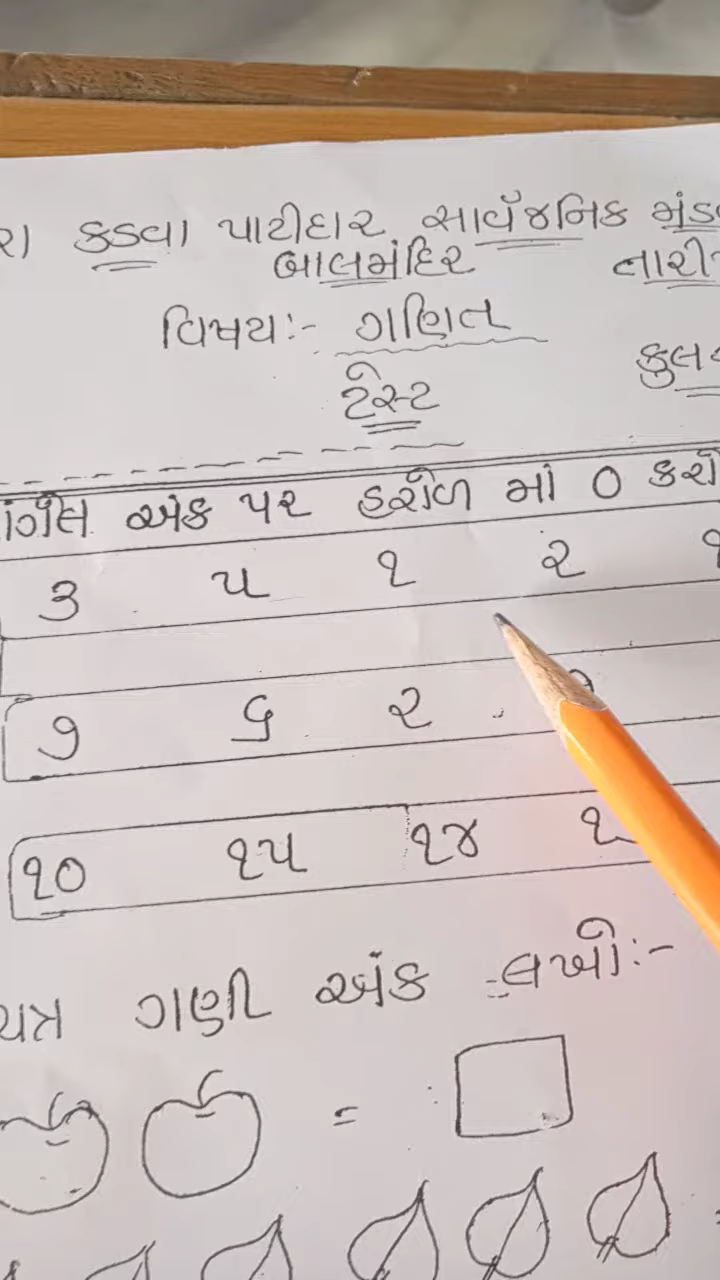 કડવા પાટીદાર સાર્વજનિક
બાલમંદિર
વિષય:- ગણિત
ટેસ્ટ
અંક પર હરોળ માં ૦ કરો
૩ ૫ ૧ ૨
૭ ૬ ૨
૧૦ ૧૫ ૧૪
ગણી અંક લખો:-
=